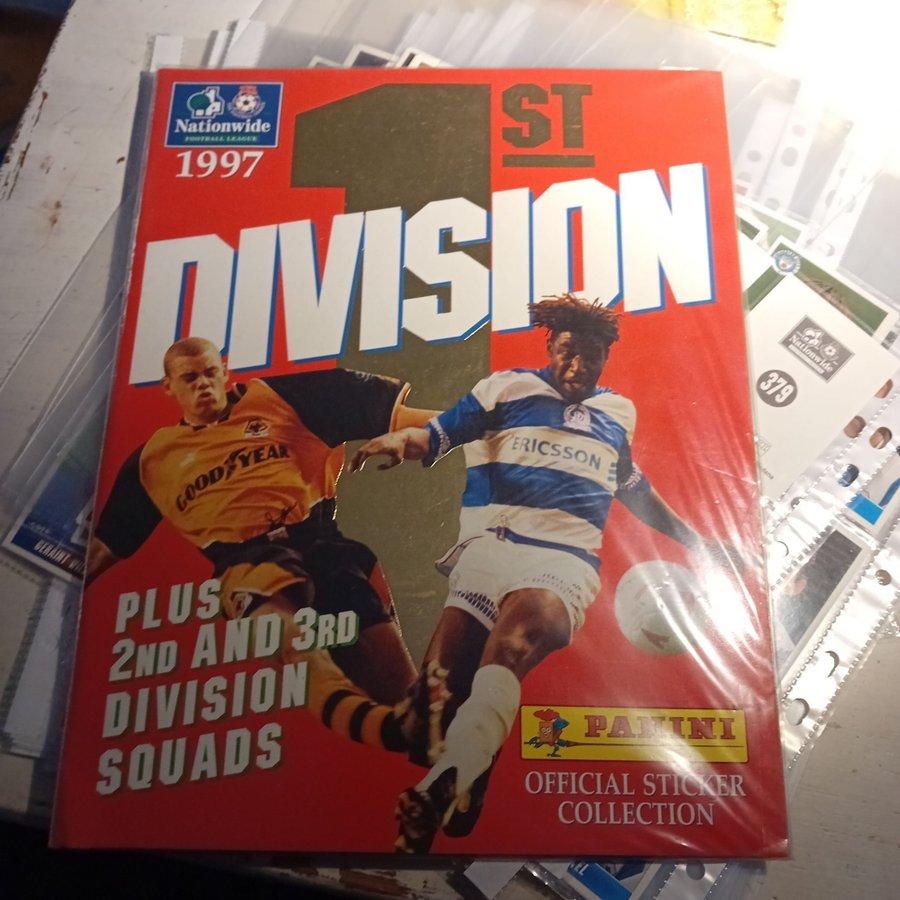 Nationwide
FOOTBALL LEAGUE
1997
1ST
DIVISION
GOODYEAR
ERICSSON
PLUS
2ND AND 3RD
DIVISION
SQUADS
PANINI
OFFICIAL STICKER
COLLECTION
Nationwide
379